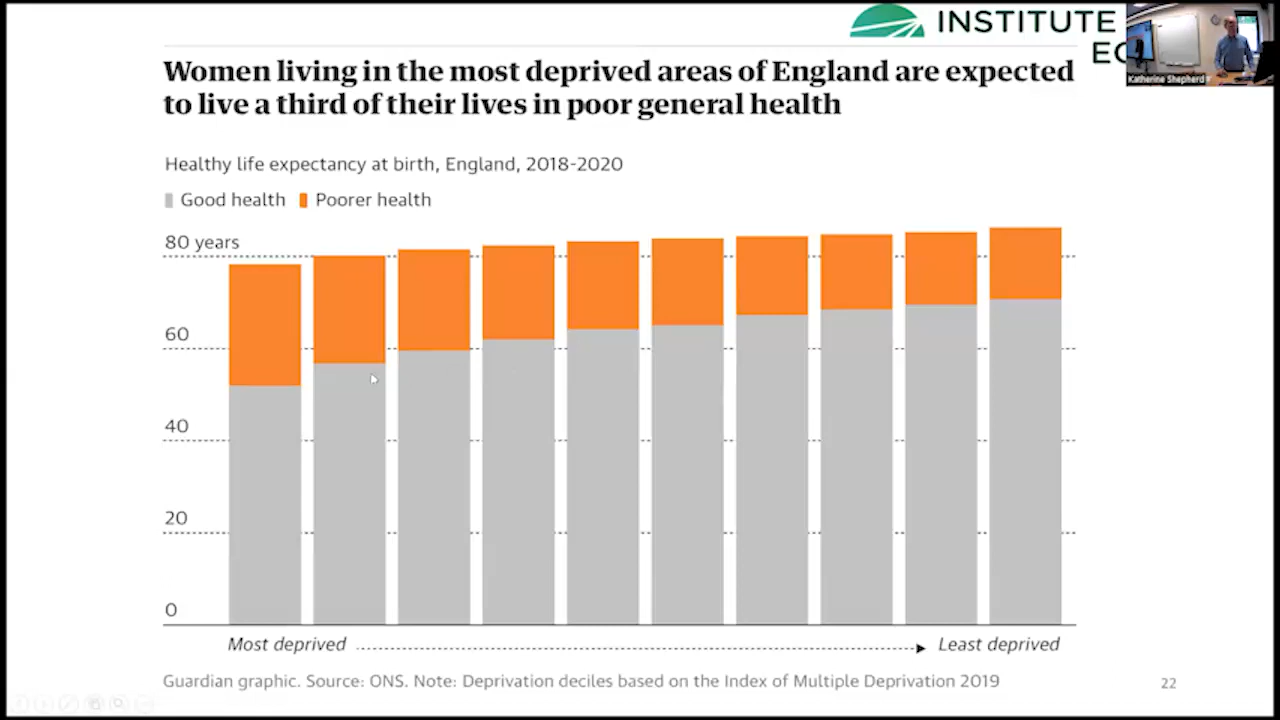 INSTITUTE
EC
Katherine Shepherd
Women living in the most deprived areas of England are expected
to live a third of their lives in poor general health
Healthy life expectancy at birth, England, 2018-2020
Good health Poorer health
80 years
60
40
20
0
Most deprived Least deprived
Guardian graphic. Source: ONS. Note: Deprivation deciles based on the Index of Multiple Deprivation 2019
22